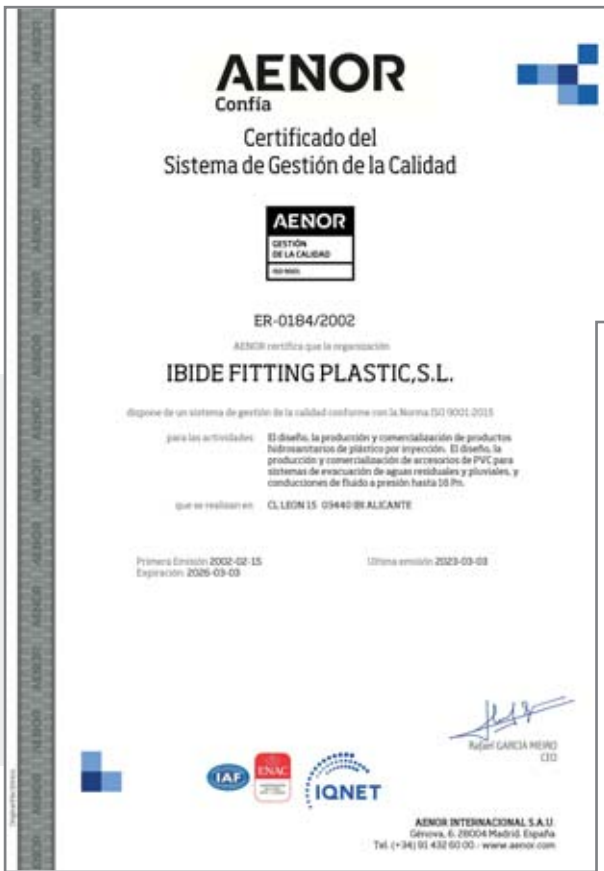 AENOR
Confía
Certificado del
Sistema de Gestión de la Calidad
AENOR
GESTIÓN
DE LA CALIDAD
ISO 9001
ER-0184/2002
AENOR certifica que la organización
IBIDE FITTING PLASTIC,S.L.
dispone de un sistema de gestión de la calidad conforme con la Norma ISO 9001:2015
para las actividades: El diseño, la producción y comercialización de productos
hidrosanitarios de plástico por inyección. El diseño, la
producción y comercialización de accesorios de PVC para
sistemas de evacuación de aguas residuales y pluviales, y
conducciones de fluido a presión hasta 16 Pn.
que se realizan en: CL LEON 15 03440 IBI ALICANTE
Primera Emisión 2002-02-15
Expiración: 2026-03-03
Última emisión 2023-03-03
Rafael GARCÍA MEIRO
CEO
IAF
ENAC
IQNET
AENOR INTERNACIONAL S.A.U.
Génova, 6. 28004 Madrid. España
Tel. (+34) 91 432 60 00.- www.aenor.com